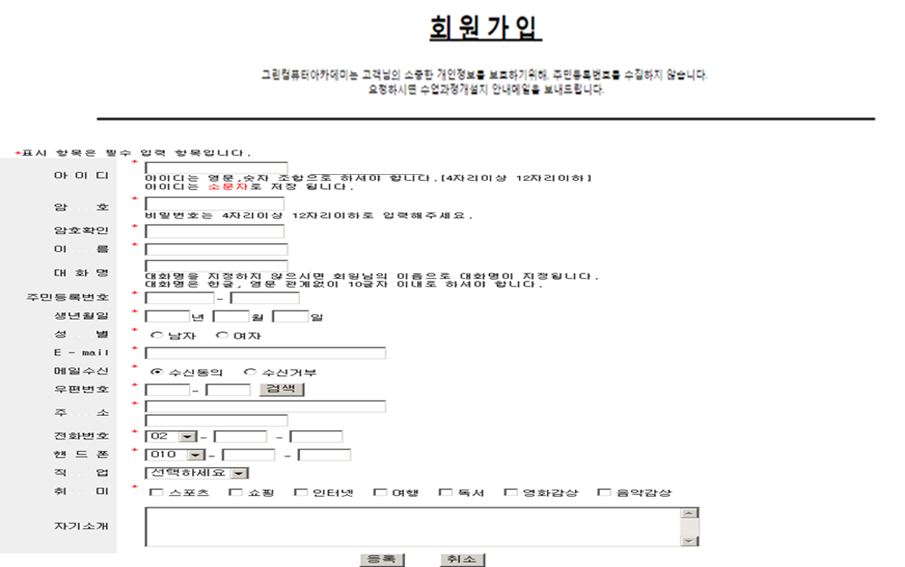 회원가입
그린컴퓨터아카데미는 고객님의 소중한 개인정보를 보호하기위해, 주민등록번호를 수집하지 않습니다.
요청하시면 수업과정개설지 안내메일을 보내드립니다.
*표시 항목은 필수 입력 항목입니다.
아 이 디 *
아이디는 영문,숫자 조합으로 하셔야 합니다.[4자리이상 12자리이하]
아이디는 소문자로 저장 됩니다.
암 호 *
비밀번호는 4자리이상 12자리이하로 입력해주세요.
암호확인 *
이 름 *
대 화 명
대화명을 지정하지 않으시면 회원님의 이름으로 대화명이 지정됩니다.
대화명은 한글, 영문 관계없이 10글자 이내로 하셔야 합니다.
주민등록번호 * -
생년월일 * 년 월 일
성 별 * 남자 여자
E - mail *
메일수신 * 수신동의 수신거부
우편번호 * - 검색
주 소 *
전화번호 * 02 - -
핸 드 폰 * 010 - -
직 업 선택하세요
취 미 * 스포츠 쇼핑 인터넷 여행 독서 영화감상 음악감상
자기소개
등록 취소